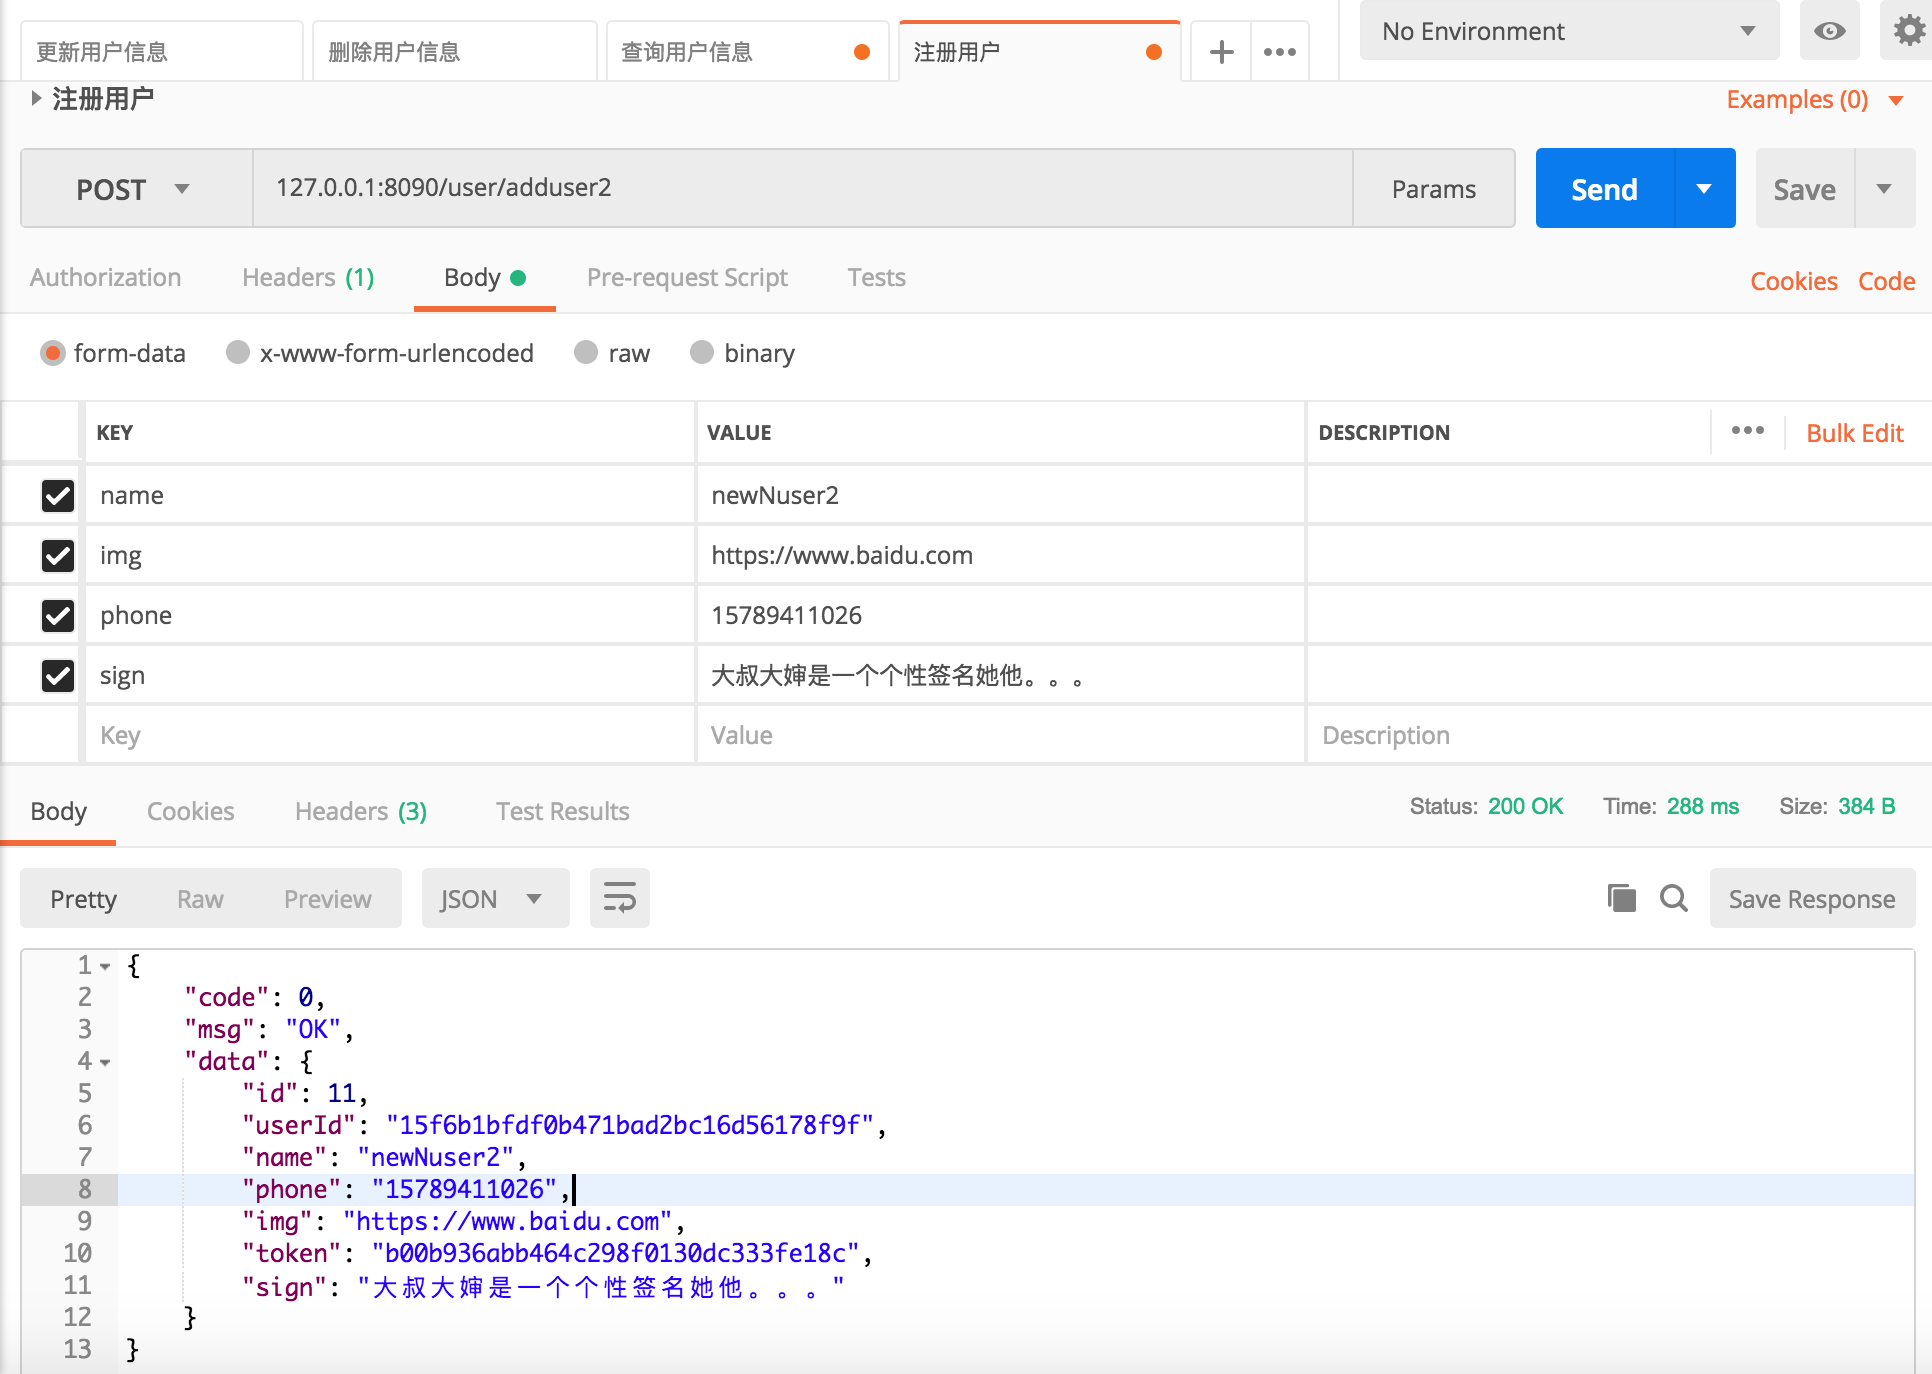 更新用户信息 删除用户信息 查询用户信息 注册用户 No Environment
注册用户 Examples (0)
POST 127.0.0.1:8090/user/adduser2 Params Send Save
Authorization Headers (1) Body Pre-request Script Tests Cookies Code
form-data x-www-form-urlencoded raw binary
KEY VALUE DESCRIPTION Bulk Edit
name newNuser2
img https://www.baidu.com
phone 15789411026
sign 大叔大婶是一个个性签名她他。。。
Key Value Description
Body Cookies Headers (3) Test Results Status: 200 OK Time: 288 ms Size: 384 B
Pretty Raw Preview JSON Save Response
1 {
2 "code": 0,
3 "msg": "OK",
4 "data": {
5 "id": 11,
6 "userId": "15f6b1bfdf0b471bad2bc16d56178f9f",
7 "name": "newNuser2",
8 "phone": "15789411026",
9 "img": "https://www.baidu.com",
10 "token": "b00b936abb464c298f0130dc333fe18c",
11 "sign": "大叔大婶是一个个性签名她他。。。"
12 }
13 }